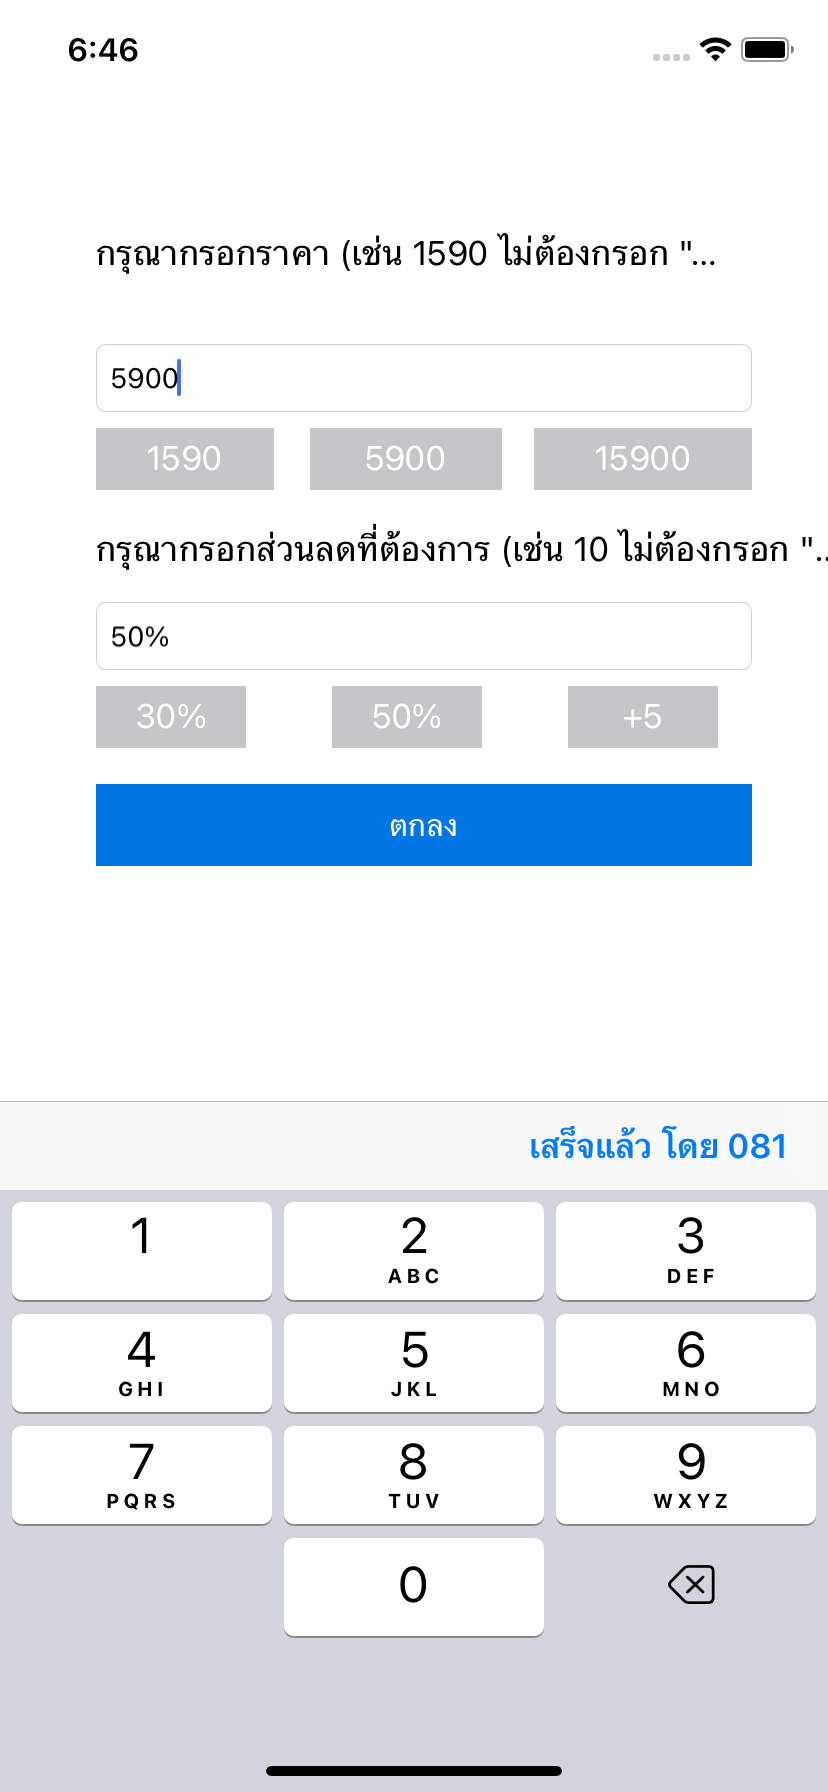 6:46
กรุณากรอกราคา (เช่น 1590 ไม่ต้องกรอก "...
5900
1590 5900 15900
กรุณากรอกส่วนลดที่ต้องการ (เช่น 10 ไม่ต้องกรอก "..
50%
30% 50% +5
ตกลง
เสร็จแล้ว โดย 081
1 2 3
ABC DEF
4 5 6
GHI JKL MNO
7 8 9
PQRS TUV WXYZ
0